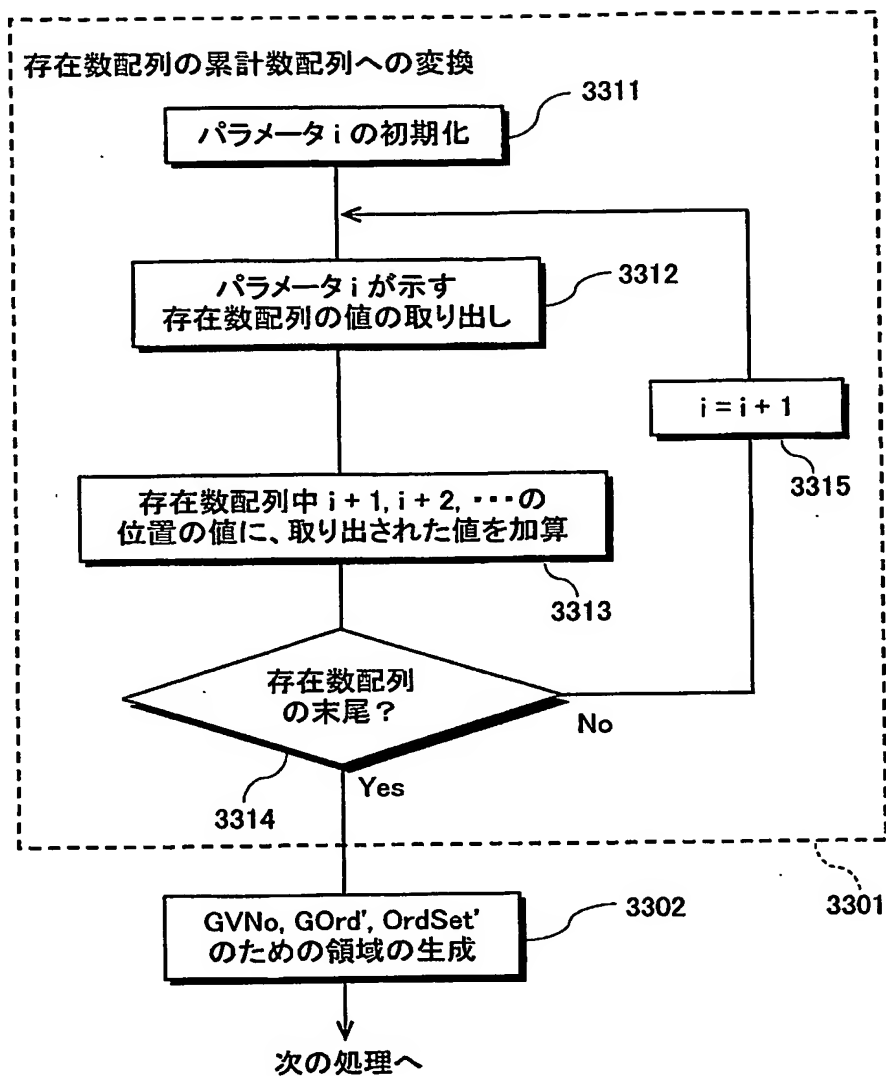 存在数配列の累計数配列への変換
3311
パラメータ i の初期化
3312
パラメータ i が示す
存在数配列の値の取り出し
i = i + 1
3315
存在数配列中 i + 1, i + 2, ・・・の
位置の値に、取り出された値を加算
3313
存在数配列
の末尾？
No
3314
Yes
3301
GVNo, GOrd', OrdSet'
のための領域の生成
3302
次の処理へ